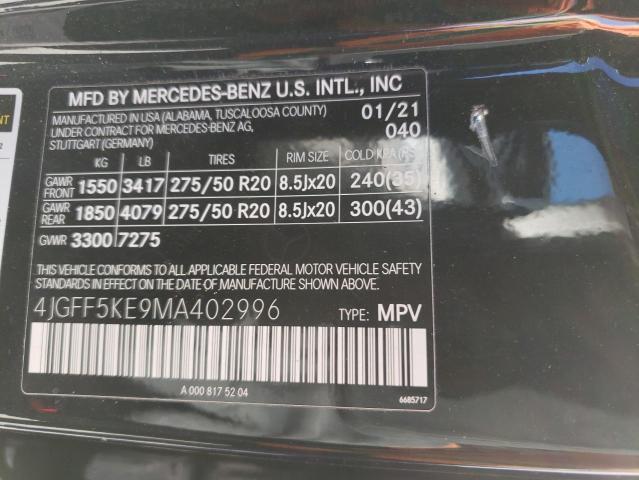 MFD BY MERCEDES-BENZ U.S. INTL., INC
MANUFACTURED IN USA (ALABAMA, TUSCALOOSA COUNTY) 01/21
UNDER CONTRACT FOR MERCEDES-BENZ AG, 040
STUTTGART (GERMANY)
KG LB TIRES RIM SIZE COLD KPA (PSI)
GAWR FRONT 1550 3417 275/50 R20 8.5Jx20 240(35)
GAWR REAR 1850 4079 275/50 R20 8.5Jx20 300(43)
GVWR 3300 7275
THIS VEHICLE CONFORMS TO ALL APPLICABLE FEDERAL MOTOR VEHICLE SAFETY
STANDARDS IN EFFECT ON THE DATE OF MANUFACTURE SHOWN ABOVE.
4JGFF5KE9MA402996 TYPE: MPV
A 000 817 52 04
6685717